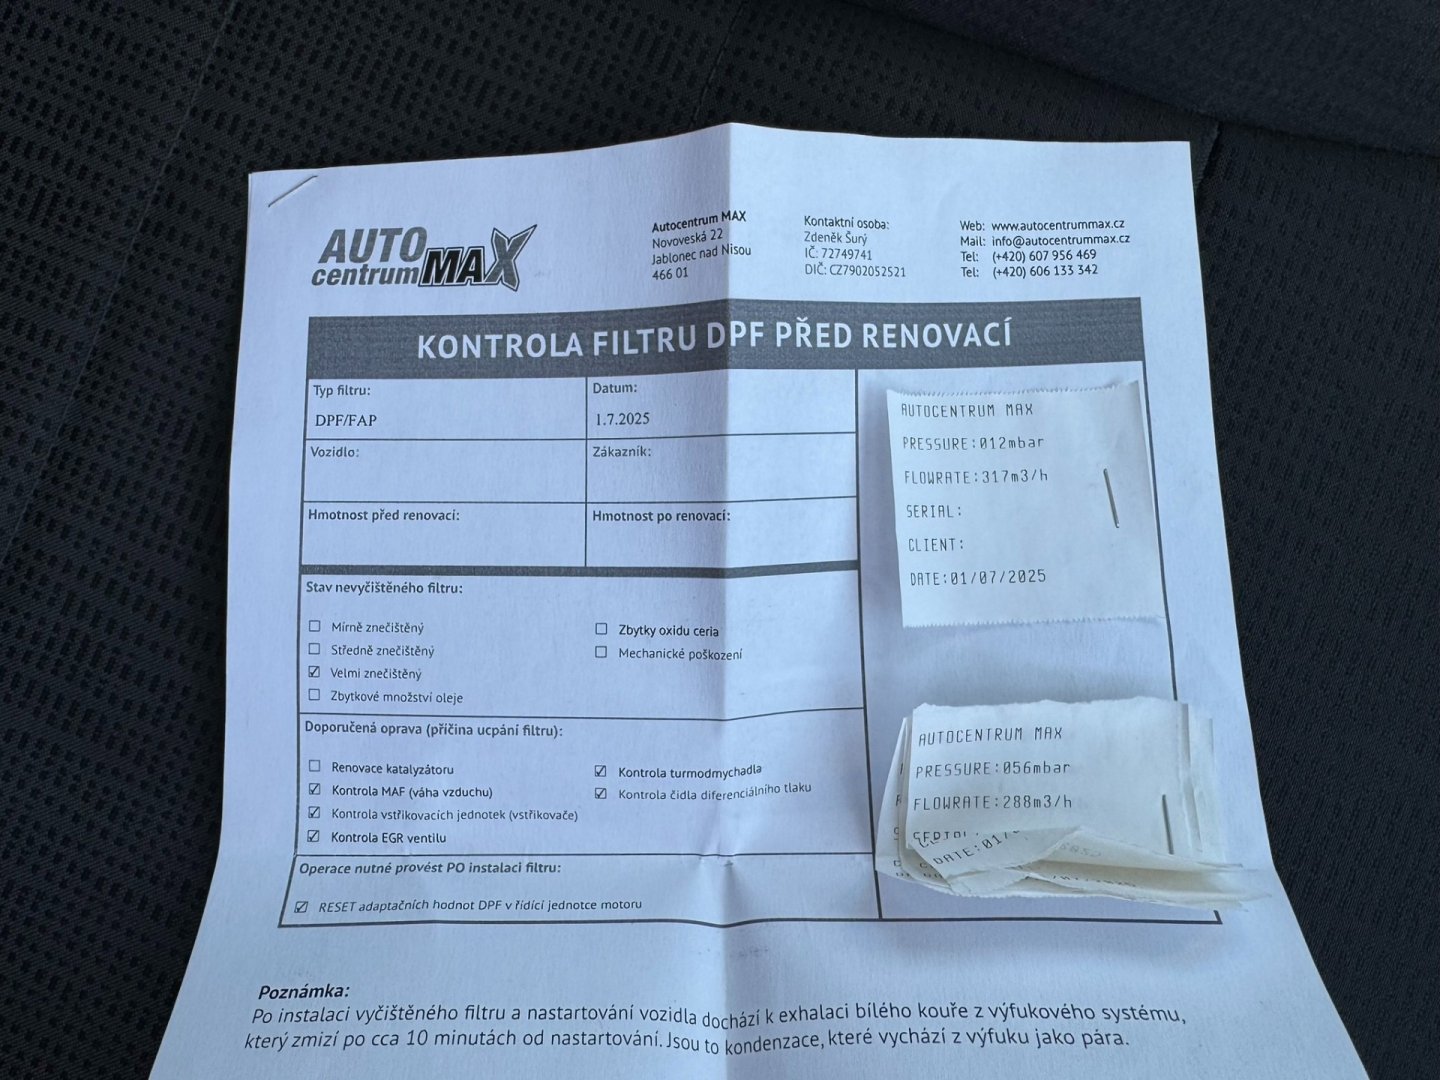 AUTO
centrum MAX
Autocentrum MAX
Novoveská 22
Jablonec nad Nisou
466 01
Kontaktní osoba:
Zdeněk Šurý
IČ: 72749741
DIČ: CZ7902052521
Web: www.autocentrummax.cz
Mail: info@autocentrummax.cz
Tel: (+420) 607 956 469
Tel: (+420) 606 133 342
KONTROLA FILTRU DPF PŘED RENOVACÍ
Typ filtru:
DPF/FAP
Datum:
1.7.2025
Vozidlo:
Zákazník:
Hmotnost před renovací:
Hmotnost po renovací:
Stav nevyčištěného filtru:
☐ Mírně znečištěný
☐ Středně znečištěný
☑ Velmi znečištěný
☐ Zbytkové množství oleje
☐ Zbytky oxidu ceria
☐ Mechanické poškození
Doporučená oprava (příčina ucpání filtru):
☐ Renovace katalyzátoru
☑ Kontrola MAF (váha vzduchu)
☑ Kontrola vstřikovacích jednotek (vstřikovače)
☑ Kontrola EGR ventilu
☑ Kontrola turmodmychadla
☑ Kontrola čidla diferenciálního tlaku
Operace nutné provést PO instalaci filtru:
☑ RESET adaptačních hodnot DPF v řídící jednotce motoru
AUTOCENTRUM MAX
PRESSURE:012mbar
FLOWRATE:317m3/h
SERIAL:
CLIENT:
DATE:01/07/2025
AUTOCENTRUM MAX
PRESSURE:056mbar
FLOWRATE:288m3/h
DATE:01/
Poznámka:
Po instalaci vyčištěného filtru a nastartování vozidla dochází k exhalaci bílého kouře z výfukového systému,
který zmizí po cca 10 minutách od nastartování. Jsou to kondenzace, které vychází z výfuku jako pára.